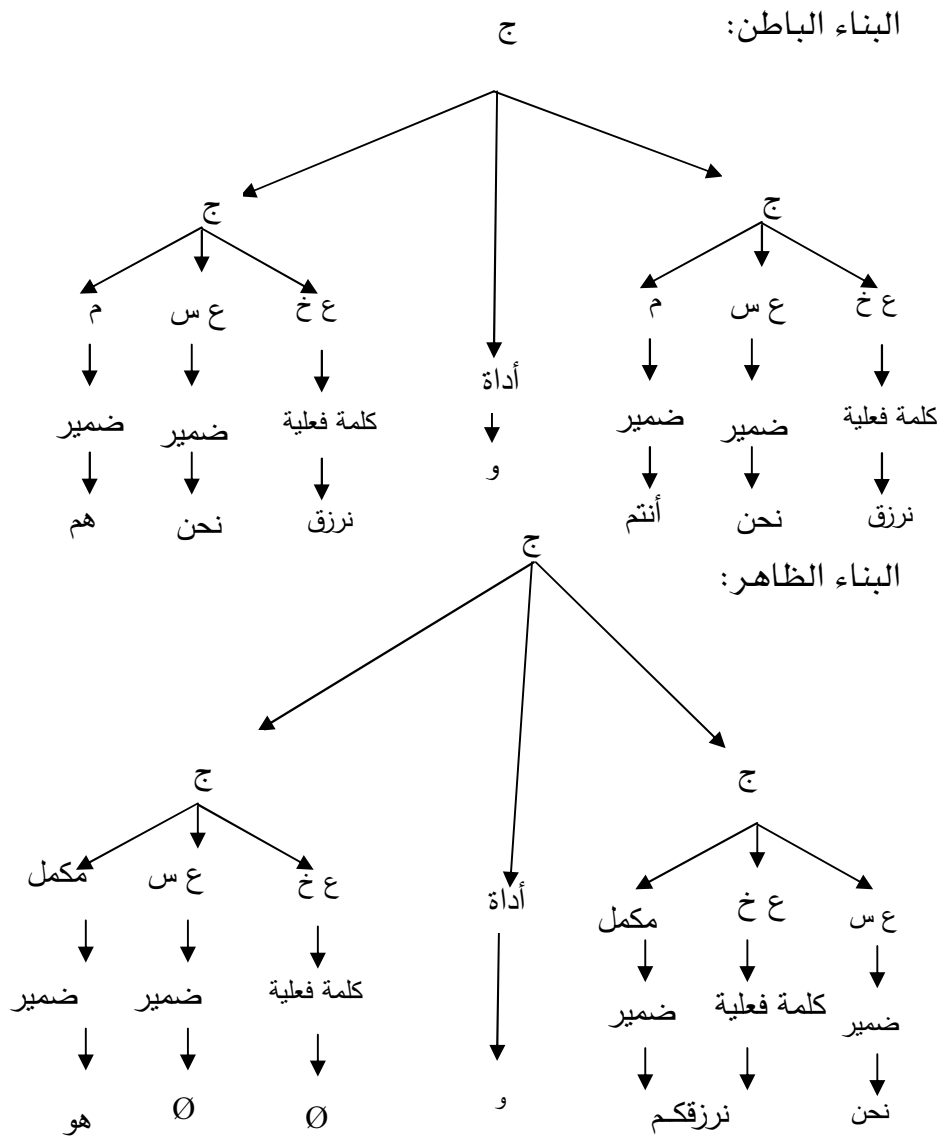 البناء الباطن:
ج
ج ج
ع خ ع س م ع خ ع س م
أداة
كلمة فعلية ضمير ضمير كلمة فعلية ضمير ضمير
و
نرزق نحن أنتم نرزق نحن هم
البناء الظاهر:
ج
ج ج
ع س ع خ مكمل أداة ع خ ع س مكمل
ضمير كلمة فعلية ضمير كلمة فعلية ضمير ضمير
نحن نرزقكـم و Ø Ø هو